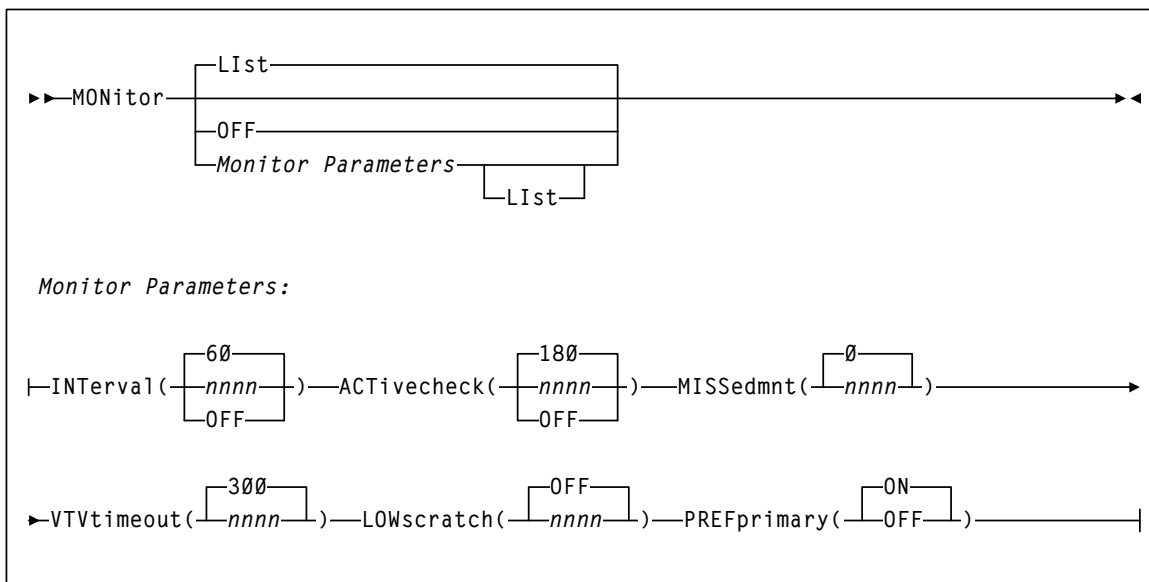 LIst
MONitor
OFF
Monitor Parameters
LIst
Monitor Parameters:
60 180 0
INTerval( nnnn ) ACTivecheck( nnnn ) MISSedmnt( nnnn )
OFF OFF
300 OFF ON
VTVtimeout( nnnn ) LOWscratch( nnnn ) PREFprimary( OFF )